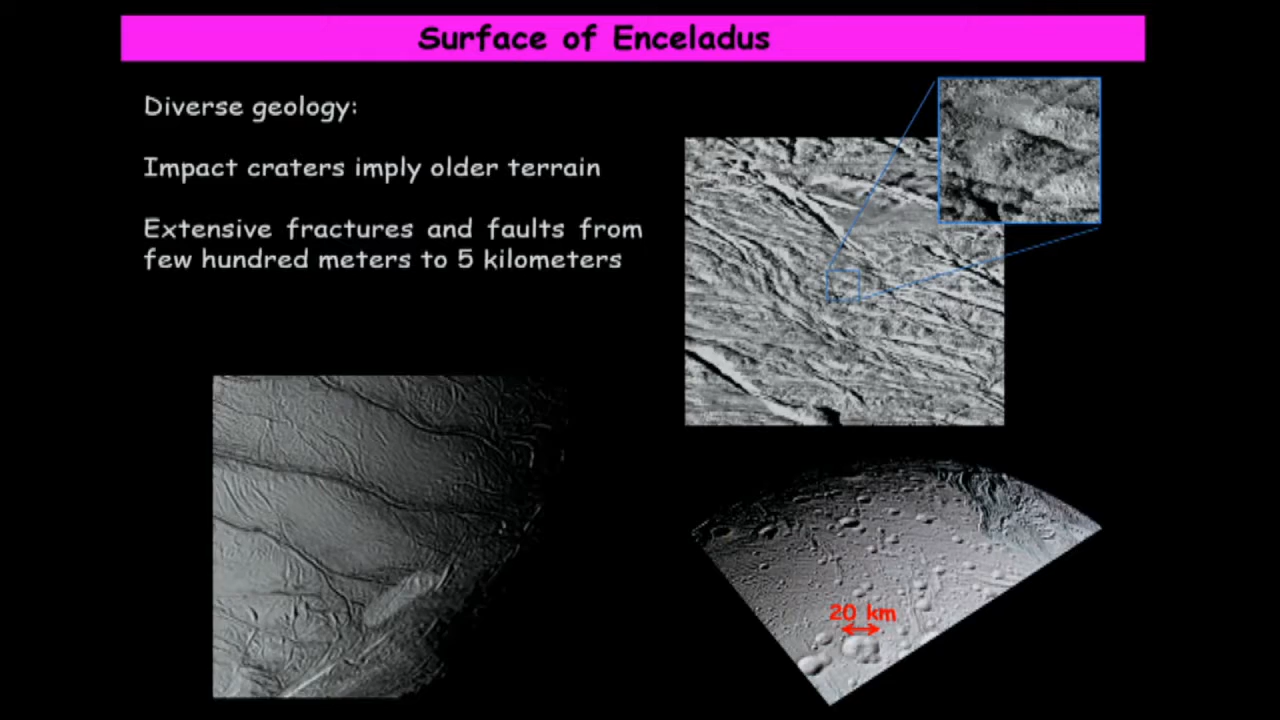 Surface of Enceladus
Diverse geology:
Impact craters imply older terrain
Extensive fractures and faults from
few hundred meters to 5 kilometers
20 km